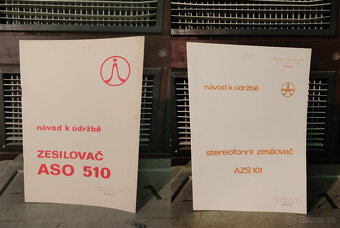 návod k údržbě
ZESILOVAČ
ASO 510
návod k údržbě
stereofonní zesilovač
AZS 101
@ r.Bazos.sk